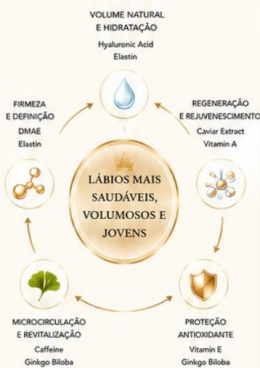 VOLUME NATURAL
E HIDRATAÇÃO
Hyaluronic Acid
Elastin
FIRMEZA
E DEFINIÇÃO
DMAE
Elastin
REGENERAÇÃO
E REJUVENESCIMENTO
Caviar Extract
Vitamin A
LÁBIOS MAIS
SAUDÁVEIS,
VOLUMOSOS E
JOVENS
MICROCIRCULAÇÃO
E REVITALIZAÇÃO
Caffeine
Ginkgo Biloba
PROTEÇÃO
ANTIOXIDANTE
Vitamin E
Ginkgo Biloba